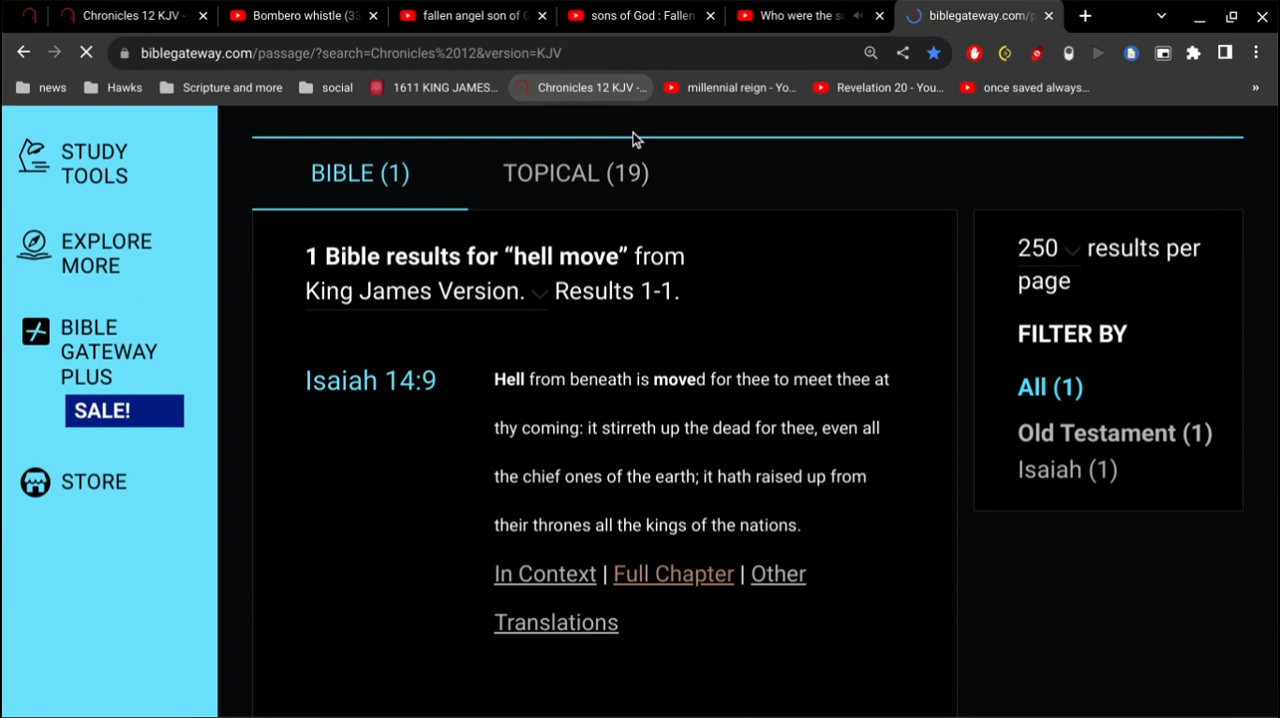 Chronicles 12 KJV -
Bombero whistle (33
fallen angel son of G
sons of God : Fallen
Who were the so
biblegateway.com/p
biblegateway.com/passage/?search=Chronicles%2012&version=KJV
news
Hawks
Scripture and more
social
1611 KING JAMES...
Chronicles 12 KJV -...
millennial reign - Yo...
Revelation 20 - You...
once saved always...
»
STUDY
TOOLS
EXPLORE
MORE
BIBLE
GATEWAY
PLUS
SALE!
STORE
BIBLE (1)
TOPICAL (19)
1 Bible results for “hell move” from
King James Version. Results 1-1.
Isaiah 14:9
Hell from beneath is moved for thee to meet thee at
thy coming: it stirreth up the dead for thee, even all
the chief ones of the earth; it hath raised up from
their thrones all the kings of the nations.
In Context | Full Chapter | Other
Translations
250 results per
page
FILTER BY
All (1)
Old Testament (1)
Isaiah (1)